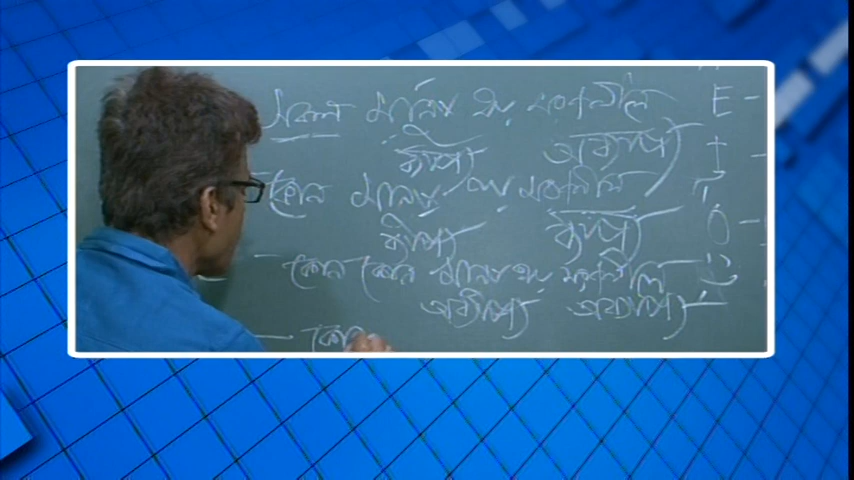 সকল মানুষ হয় মরণশীল E -
ব্যাপ্য অব্যাপ্য I -
কোন মানুষ নয় মরণশীল
ব্যাপ্য ব্যাপ্য O -
- কোন কোন মানুষ হয় মরণশীল
অব্যাপ্য অব্যাপ্য
- কোন